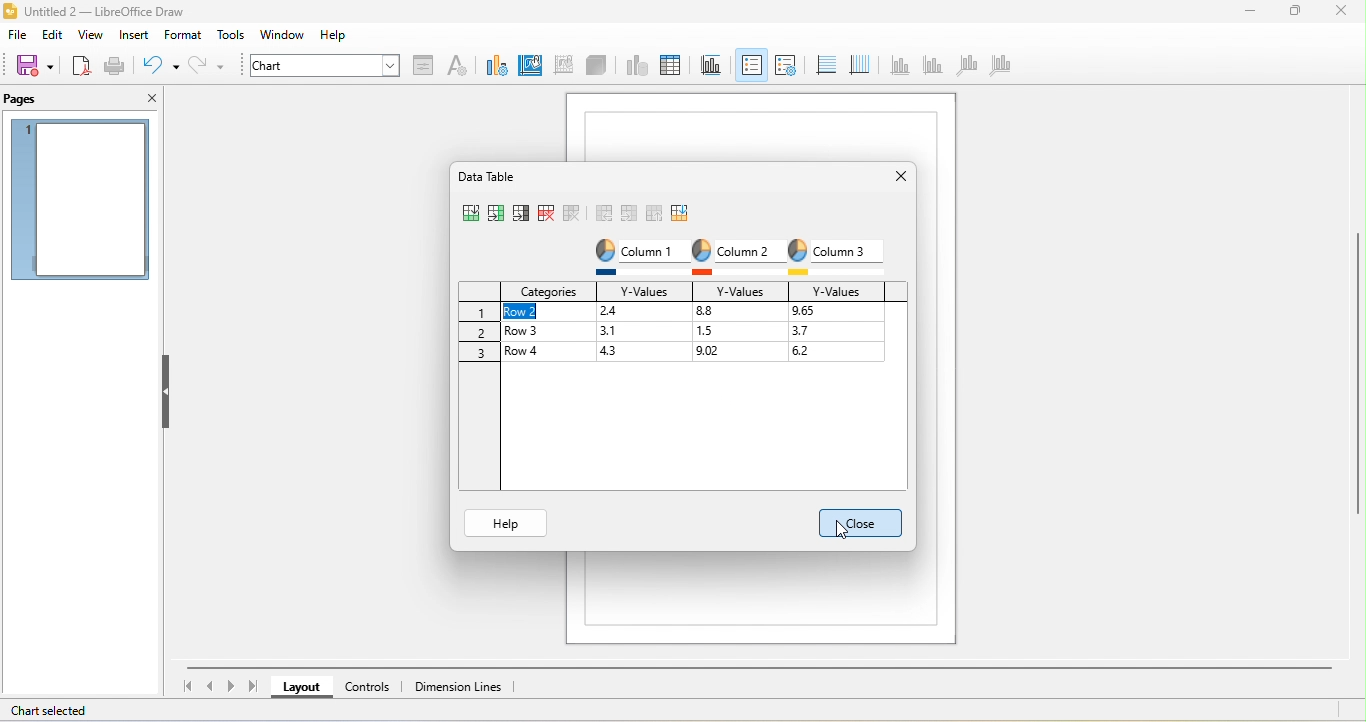 Untitled 2 — LibreOffice Draw
File Edit View Insert Format Tools Window Help
Chart
Pages
1
Data Table
Column 1 Column 2 Column 3
Categories Y-Values Y-Values Y-Values
1 Row 2 2.4 8.8 9.65
2 Row 3 3.1 1.5 3.7
3 Row 4 4.3 9.02 6.2
Help Close
Layout Controls Dimension Lines
Chart selected